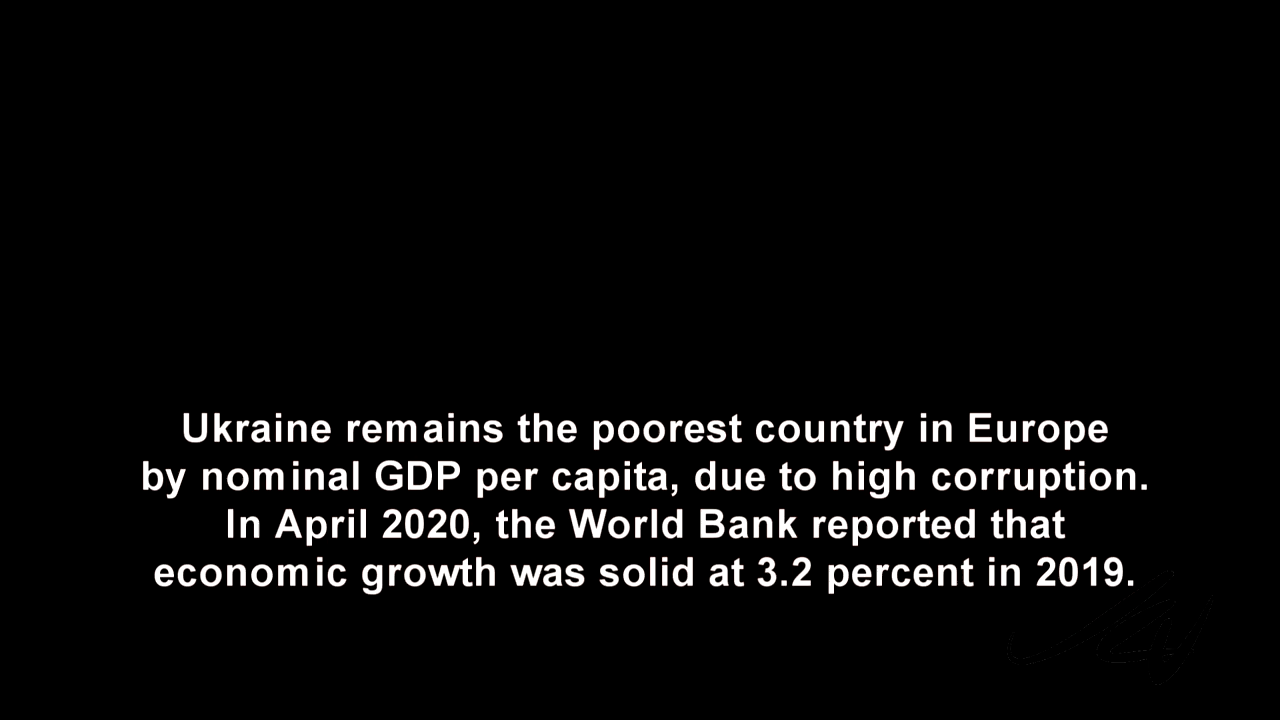 Ukraine remains the poorest country in Europe
by nominal GDP per capita, due to high corruption.
In April 2020, the World Bank reported that
economic growth was solid at 3.2 percent in 2019.